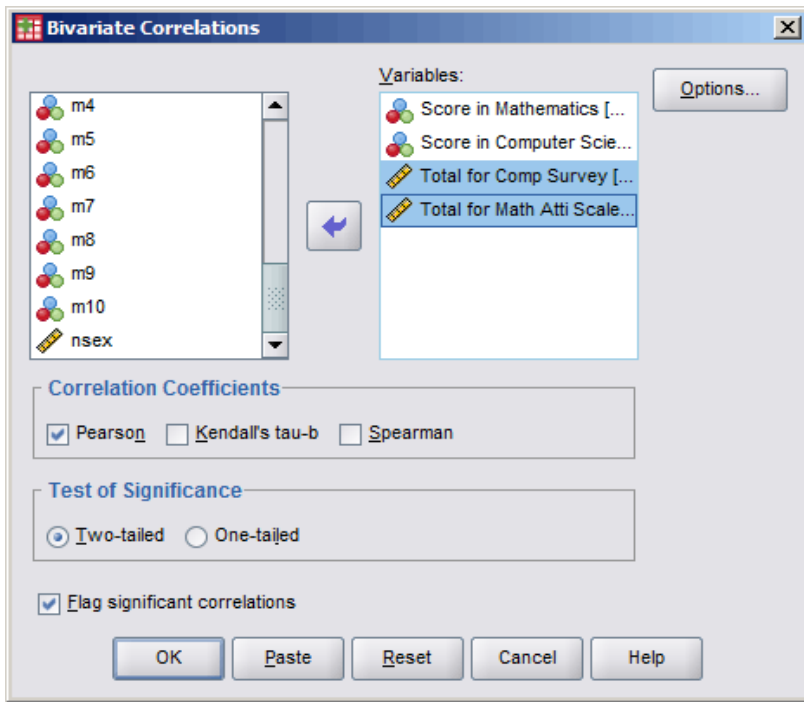 Bivariate Correlations
m4
m5
m6
m7
m8
m9
m10
nsex
Variables:
Score in Mathematics [...
Score in Computer Scie...
Total for Comp Survey [...
Total for Math Atti Scale...
Options...
Correlation Coefficients
Pearson Kendall's tau-b Spearman
Test of Significance
Two-tailed One-tailed
Flag significant correlations
OK Paste Reset Cancel Help